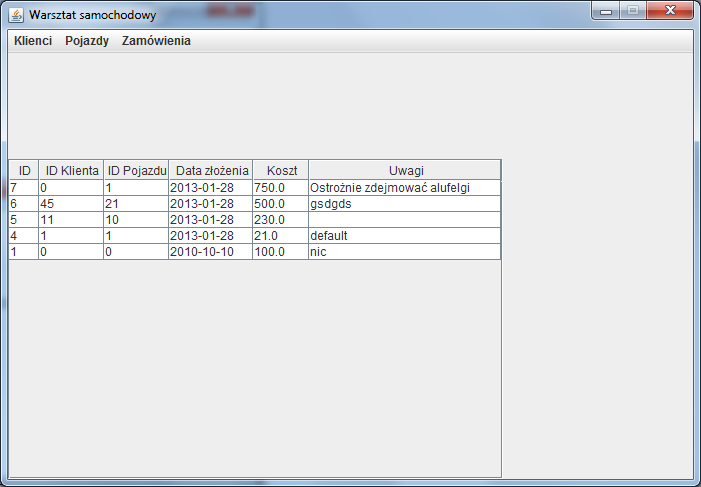 Warsztat samochodowy
Klienci Pojazdy Zamówienia
ID ID Klienta ID Pojazdu Data złożenia Koszt Uwagi
7 0 1 2013-01-28 750.0 Ostrożnie zdejmować alufelgi
6 45 21 2013-01-28 500.0 gsdgds
5 11 10 2013-01-28 230.0
4 1 1 2013-01-28 21.0 default
1 0 0 2010-10-10 100.0 nic